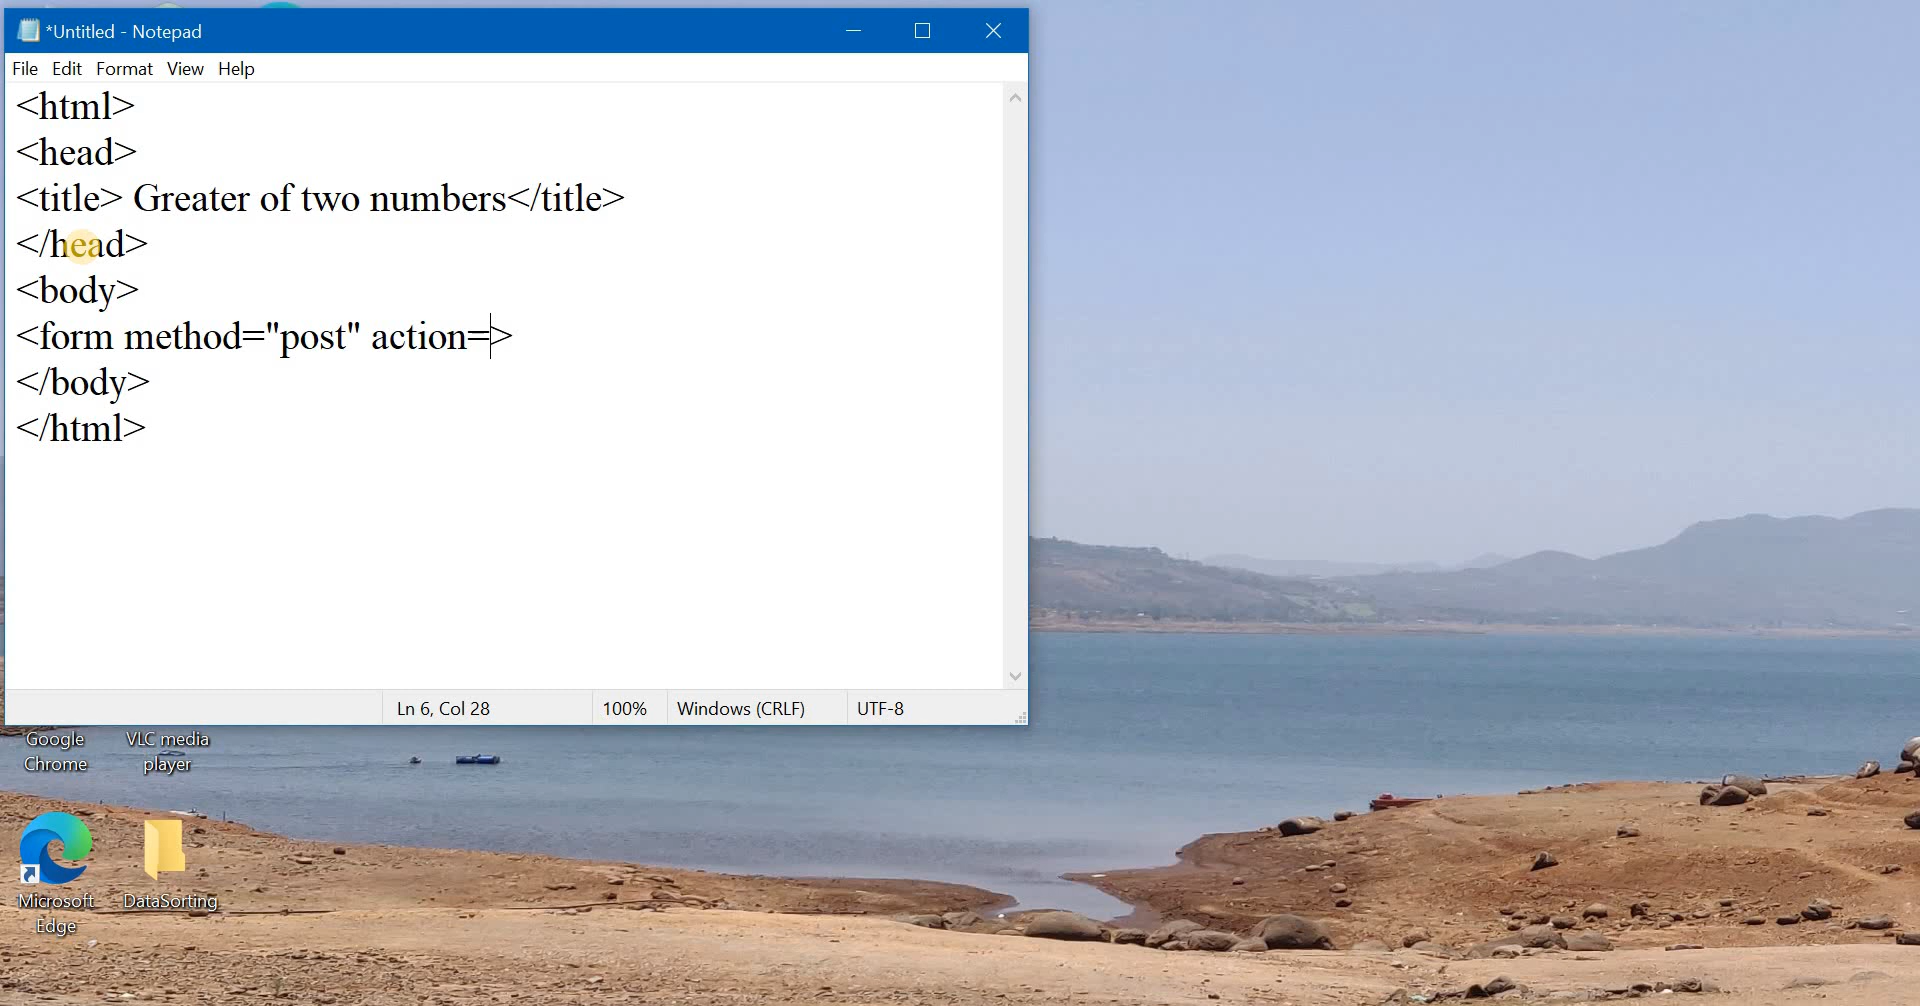 *Untitled - Notepad
File Edit Format View Help
<html>
<head>
<title> Greater of two numbers</title>
</head>
<body>
<form method="post" action=>
</body>
</html>
Ln 6, Col 28 100% Windows (CRLF) UTF-8
Google Chrome
VLC media player
Microsoft Edge
DataSorting